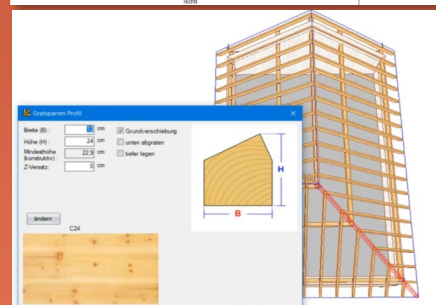 rechts
Gratsparren Profil
Breite (B) : cm
Grundverschiebung
Höhe (H) : 24 cm
unten abgraten
Mindesthöhe (konstruktiv) : 22,9 cm
tiefer legen
Z-Versatz: 0 cm
H
B
ändern
C24